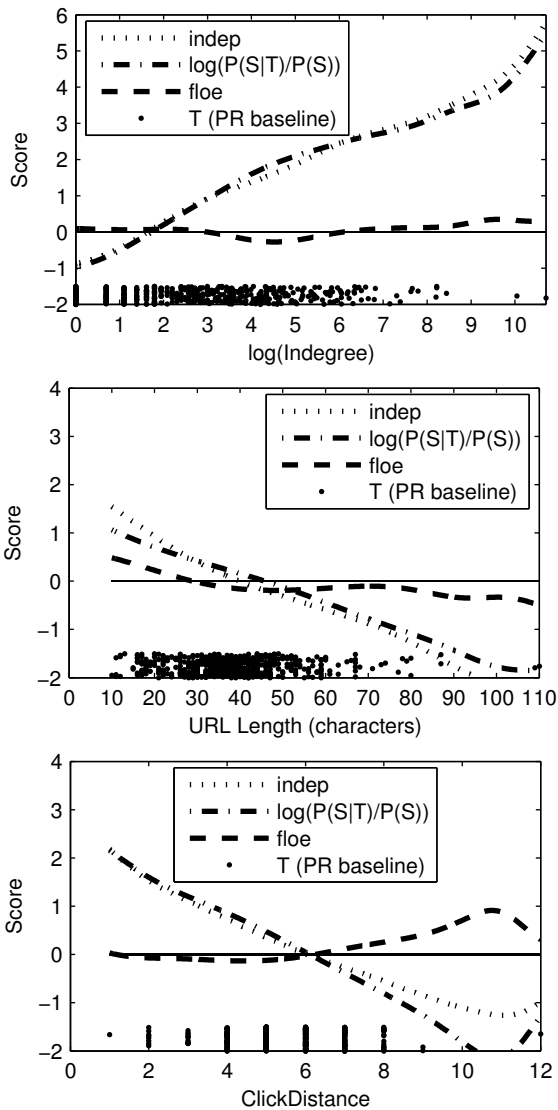 6
5
4
3
2
1
0
−1
−2
Score
indep
log(P(S|T)/P(S))
floe
T (PR baseline)
0 1 2 3 4 5 6 7 8 9 10
log(Indegree)
4
3
2
1
0
−1
−2
Score
indep
log(P(S|T)/P(S))
floe
T (PR baseline)
0 10 20 30 40 50 60 70 80 90 100 110
URL Length (characters)
4
3
2
1
0
−1
−2
Score
indep
log(P(S|T)/P(S))
floe
T (PR baseline)
0 2 4 6 8 10 12
ClickDistance